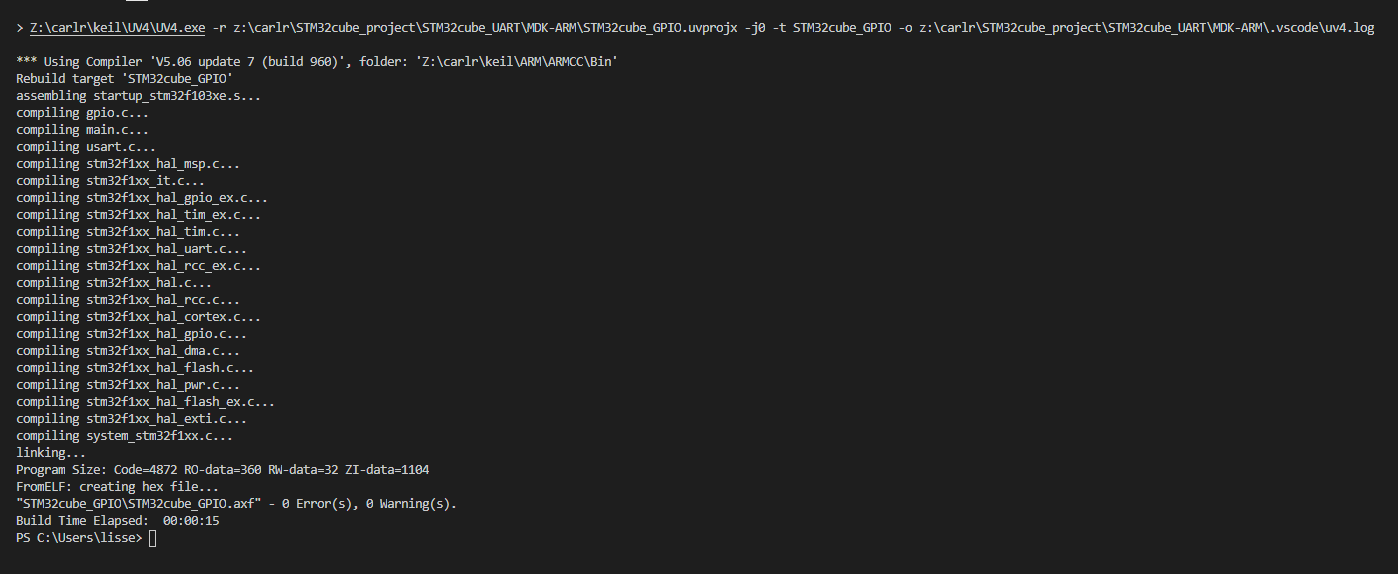 > Z:\carlr\keil\UV4\UV4.exe -r z:\carlr\STM32cube_project\STM32cube_UART\MDK-ARM\STM32cube_GPIO.uvprojx -j0 -t STM32cube_GPIO -o z:\carlr\STM32cube_project\STM32cube_UART\MDK-ARM\.vscode\uv4.log
*** Using Compiler 'V5.06 update 7 (build 960)', folder: 'Z:\carlr\keil\ARM\ARMCC\Bin'
Rebuild target 'STM32cube_GPIO'
assembling startup_stm32f103xe.s...
compiling gpio.c...
compiling main.c...
compiling usart.c...
compiling stm32f1xx_hal_msp.c...
compiling stm32f1xx_it.c...
compiling stm32f1xx_hal_gpio_ex.c...
compiling stm32f1xx_hal_tim_ex.c...
compiling stm32f1xx_hal_tim.c...
compiling stm32f1xx_hal_uart.c...
compiling stm32f1xx_hal_rcc_ex.c...
compiling stm32f1xx_hal.c...
compiling stm32f1xx_hal_rcc.c...
compiling stm32f1xx_hal_cortex.c...
compiling stm32f1xx_hal_gpio.c...
compiling stm32f1xx_hal_dma.c...
compiling stm32f1xx_hal_flash.c...
compiling stm32f1xx_hal_pwr.c...
compiling stm32f1xx_hal_flash_ex.c...
compiling stm32f1xx_hal_exti.c...
compiling system_stm32f1xx.c...
linking...
Program Size: Code=4872 RO-data=360 RW-data=32 ZI-data=1104
FromELF: creating hex file...
"STM32cube_GPIO\STM32cube_GPIO.axf" - 0 Error(s), 0 Warning(s).
Build Time Elapsed:  00:00:15
PS C:\Users\lisse>